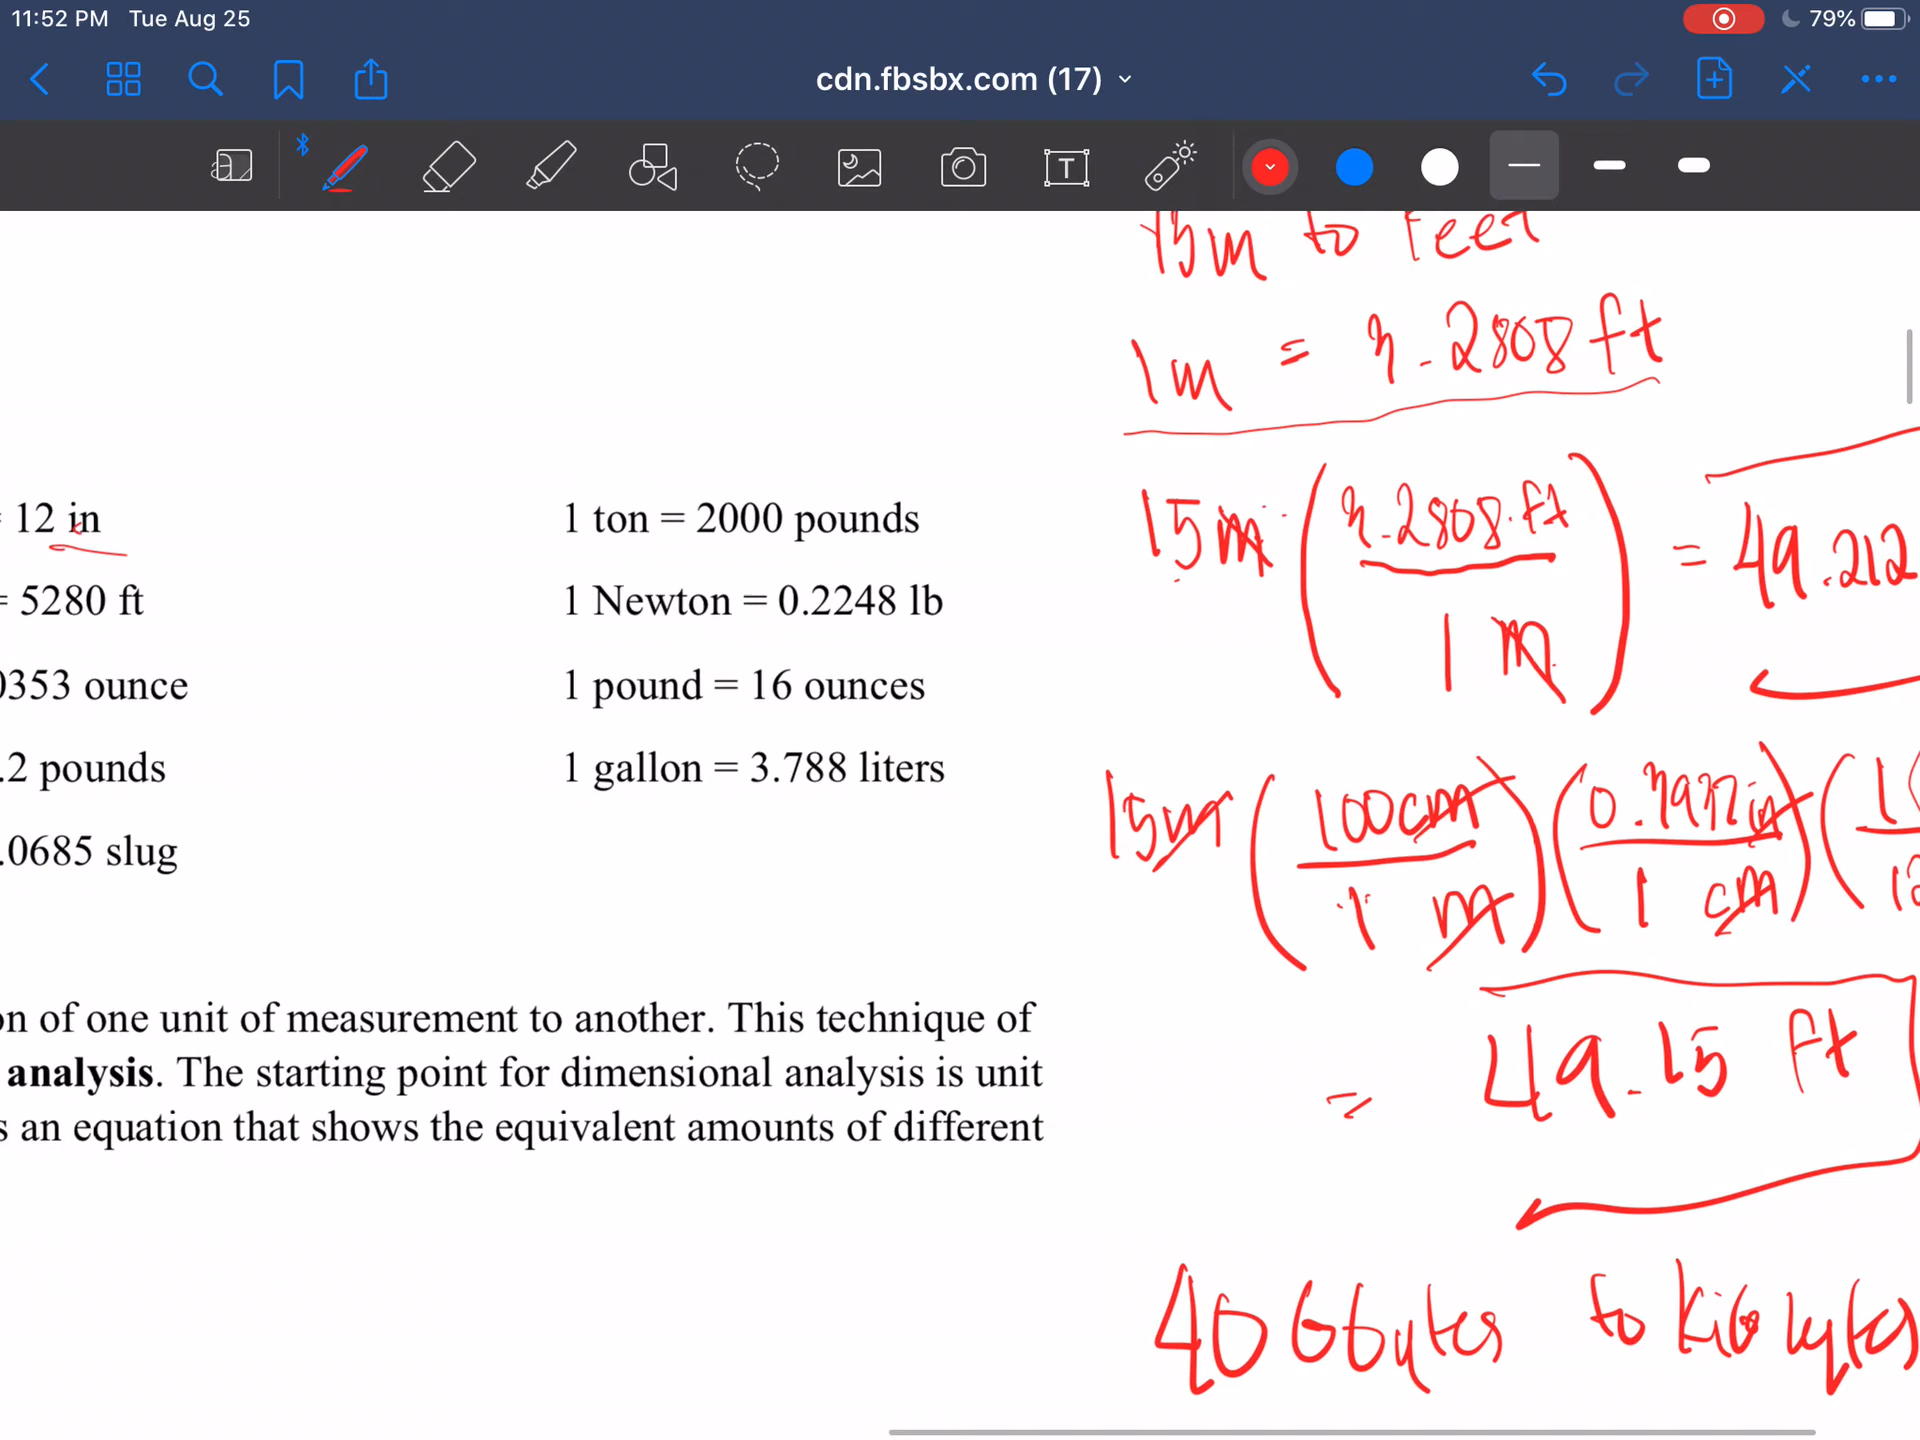 11:52 PM Tue Aug 25
79%
cdn.fbsbx.com (17)
T
15m to Feet
1m = 3.2808 ft
= 12 in
1 ton = 2000 pounds
15m (3.2808 ft / 1 m) = 49.212
= 5280 ft
1 Newton = 0.2248 lb
0353 ounce
1 pound = 16 ounces
.2 pounds
1 gallon = 3.788 liters
15m (100cm / 1 m) (0.3937in / 1 cm) (1
.0685 slug
on of one unit of measurement to another. This technique of
analysis. The starting point for dimensional analysis is unit
s an equation that shows the equivalent amounts of different
= 49.15 ft
40 Gbytes to kilobytes